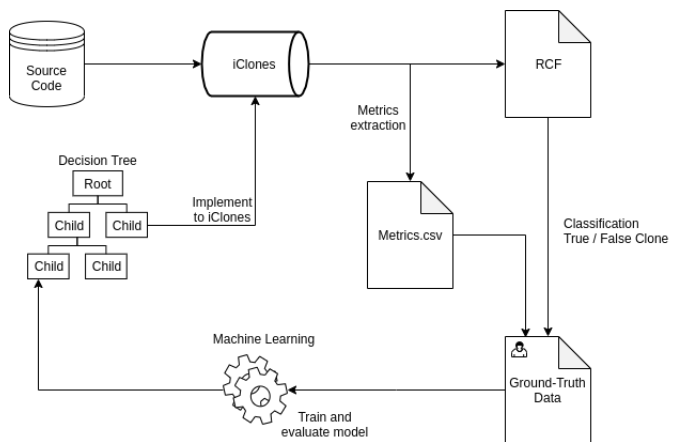 Source
Code
iClones
RCF
Metrics
extraction
Decision Tree
Root
Child
Child
Child
Child
Implement
to iClones
Metrics.csv
Classification
True / False Clone
Machine Learning
Train and
evaluate model
Ground-Truth
Data